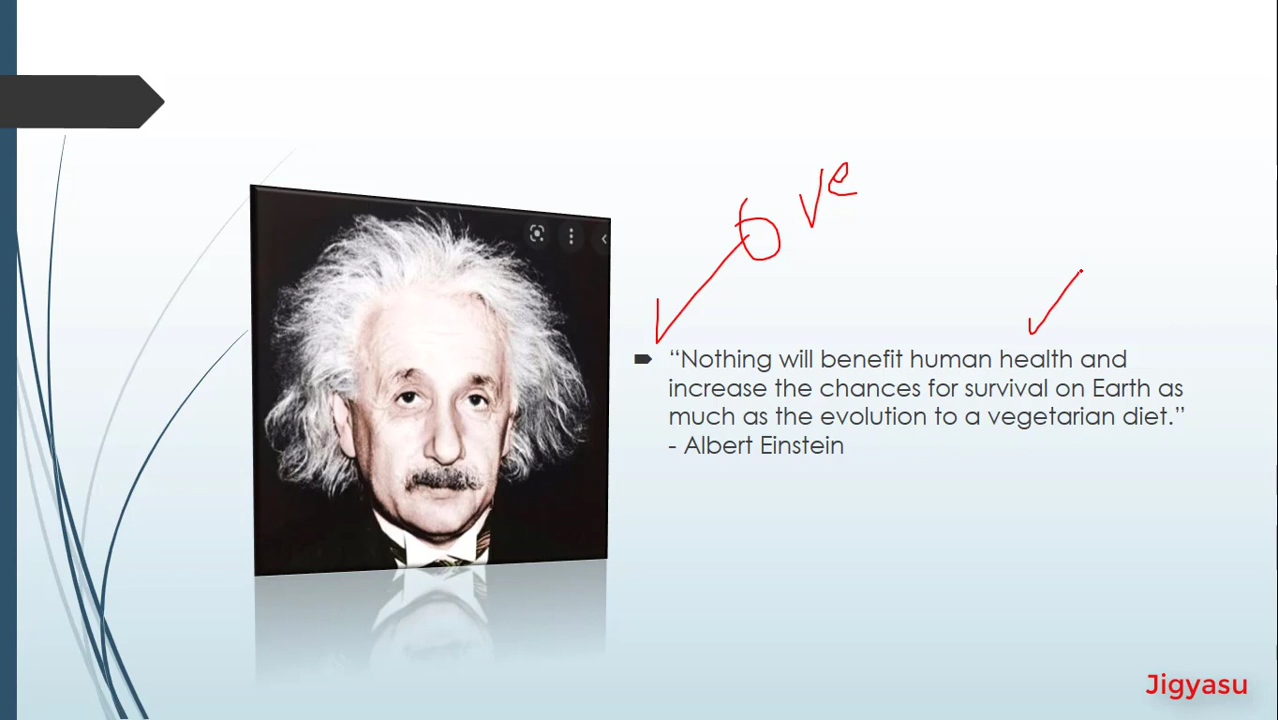 ve
“Nothing will benefit human health and
increase the chances for survival on Earth as
much as the evolution to a vegetarian diet.”
- Albert Einstein
Jigyasu